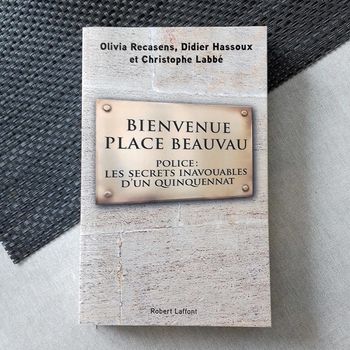 Olivia Recasens, Didier Hassoux
et Christophe Labbé
BIENVENUE
PLACE BEAUVAU
POLICE :
LES SECRETS INAVOUABLES
D'UN QUINQUENNAT
Robert Laffont